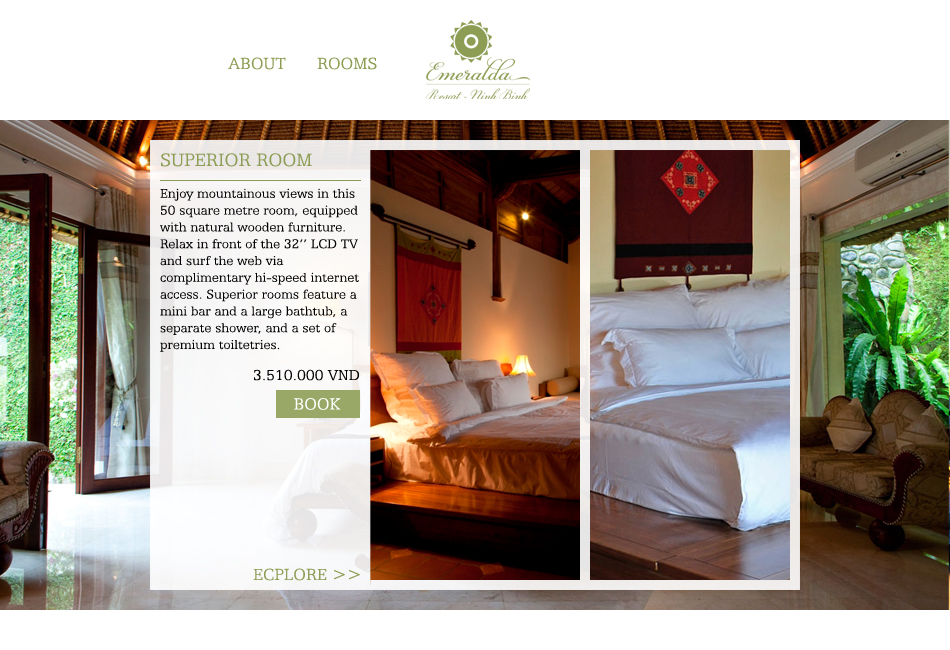 ABOUT ROOMS
Emeralda
Resort - Ninh Binh
SUPERIOR ROOM
Enjoy mountainous views in this
50 square metre room, equipped
with natural wooden furniture.
Relax in front of the 32’’ LCD TV
and surf the web via
complimentary hi-speed internet
access. Superior rooms feature a
mini bar and a large bathtub, a
separate shower, and a set of
premium toiltetries.
3.510.000 VND
BOOK
ECPLORE >>